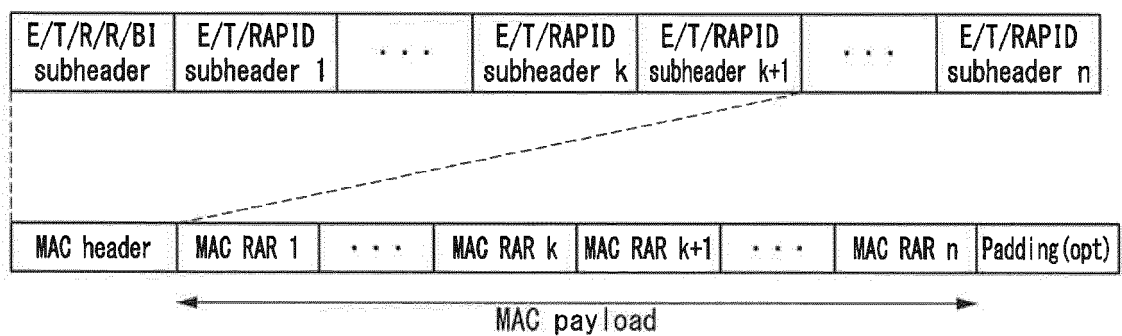 E/T/R/R/BI subheader
E/T/RAPID subheader 1
...
E/T/RAPID subheader k
E/T/RAPID subheader k+1
...
E/T/RAPID subheader n
MAC header
MAC RAR 1
...
MAC RAR k
MAC RAR k+1
...
MAC RAR n
Padding(opt)
MAC payload